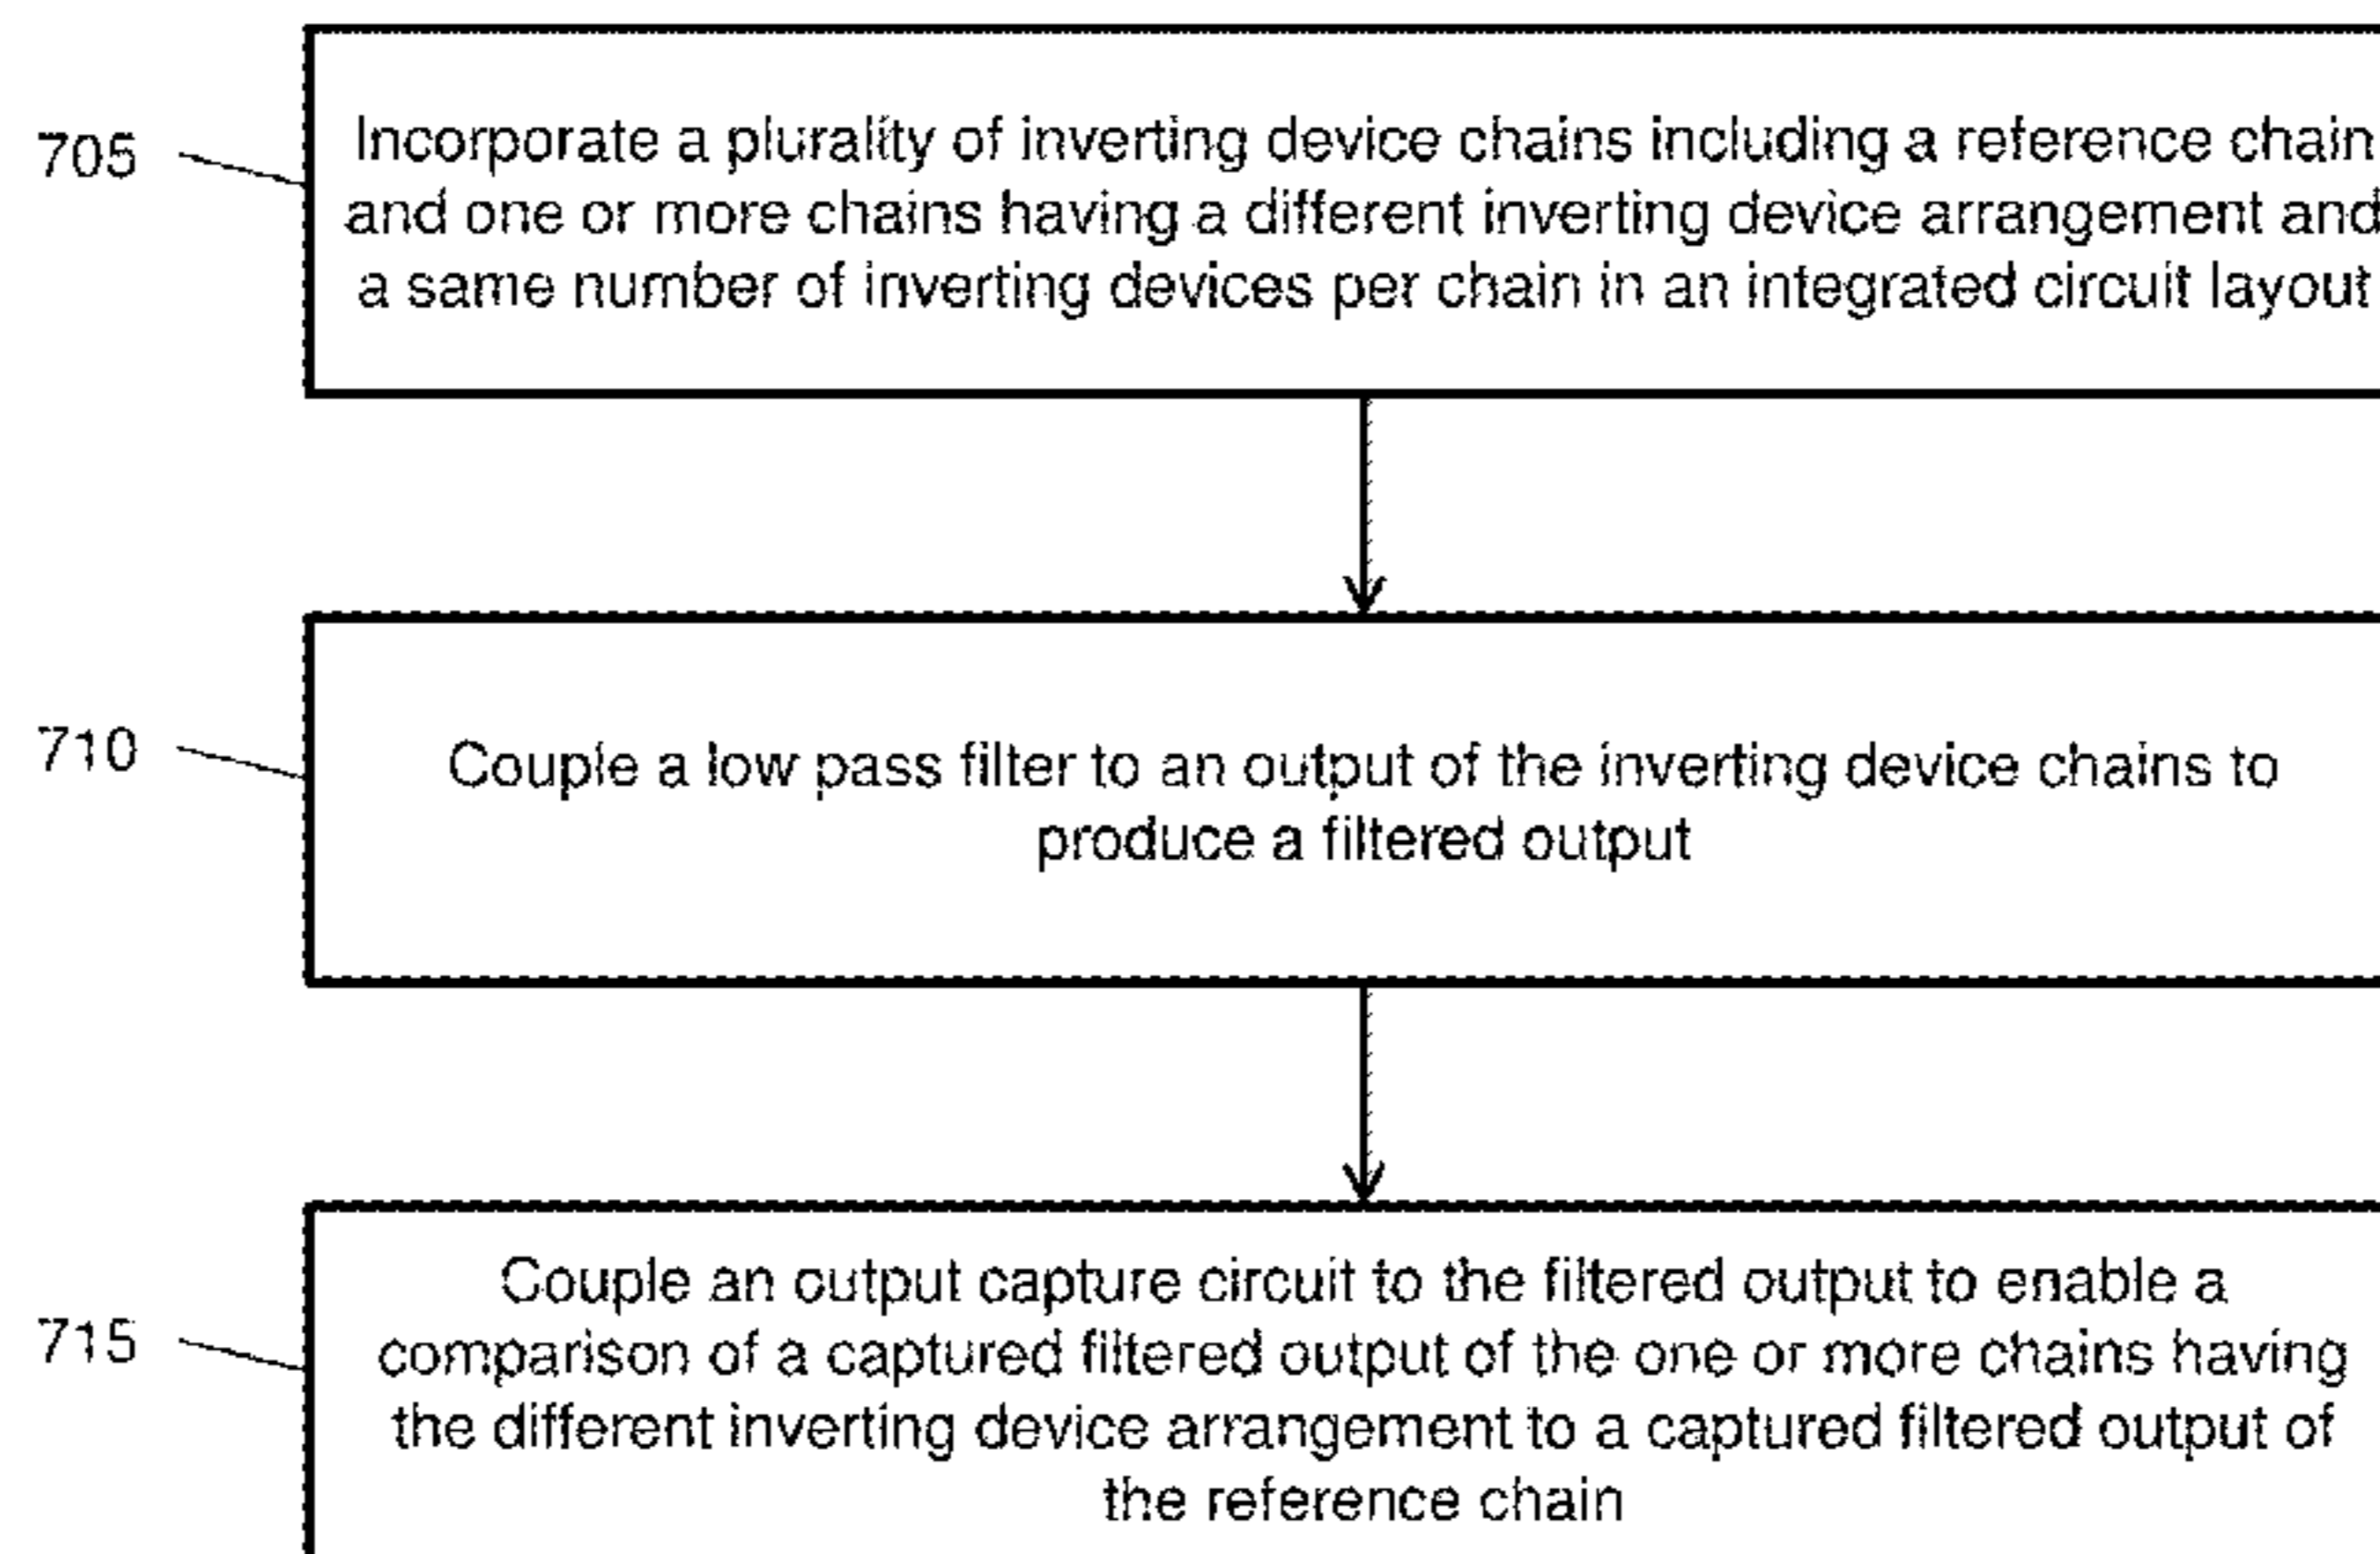 705
Incorporate a plurality of inverting device chains including a reference chain
and one or more chains having a different inverting device arrangement and
a same number of inverting devices per chain in an integrated circuit layout
710
Couple a low pass filter to an output of the inverting device chains to
produce a filtered output
715
Couple an output capture circuit to the filtered output to enable a
comparison of a captured filtered output of the one or more chains having
the different inverting device arrangement to a captured filtered output of
the reference chain